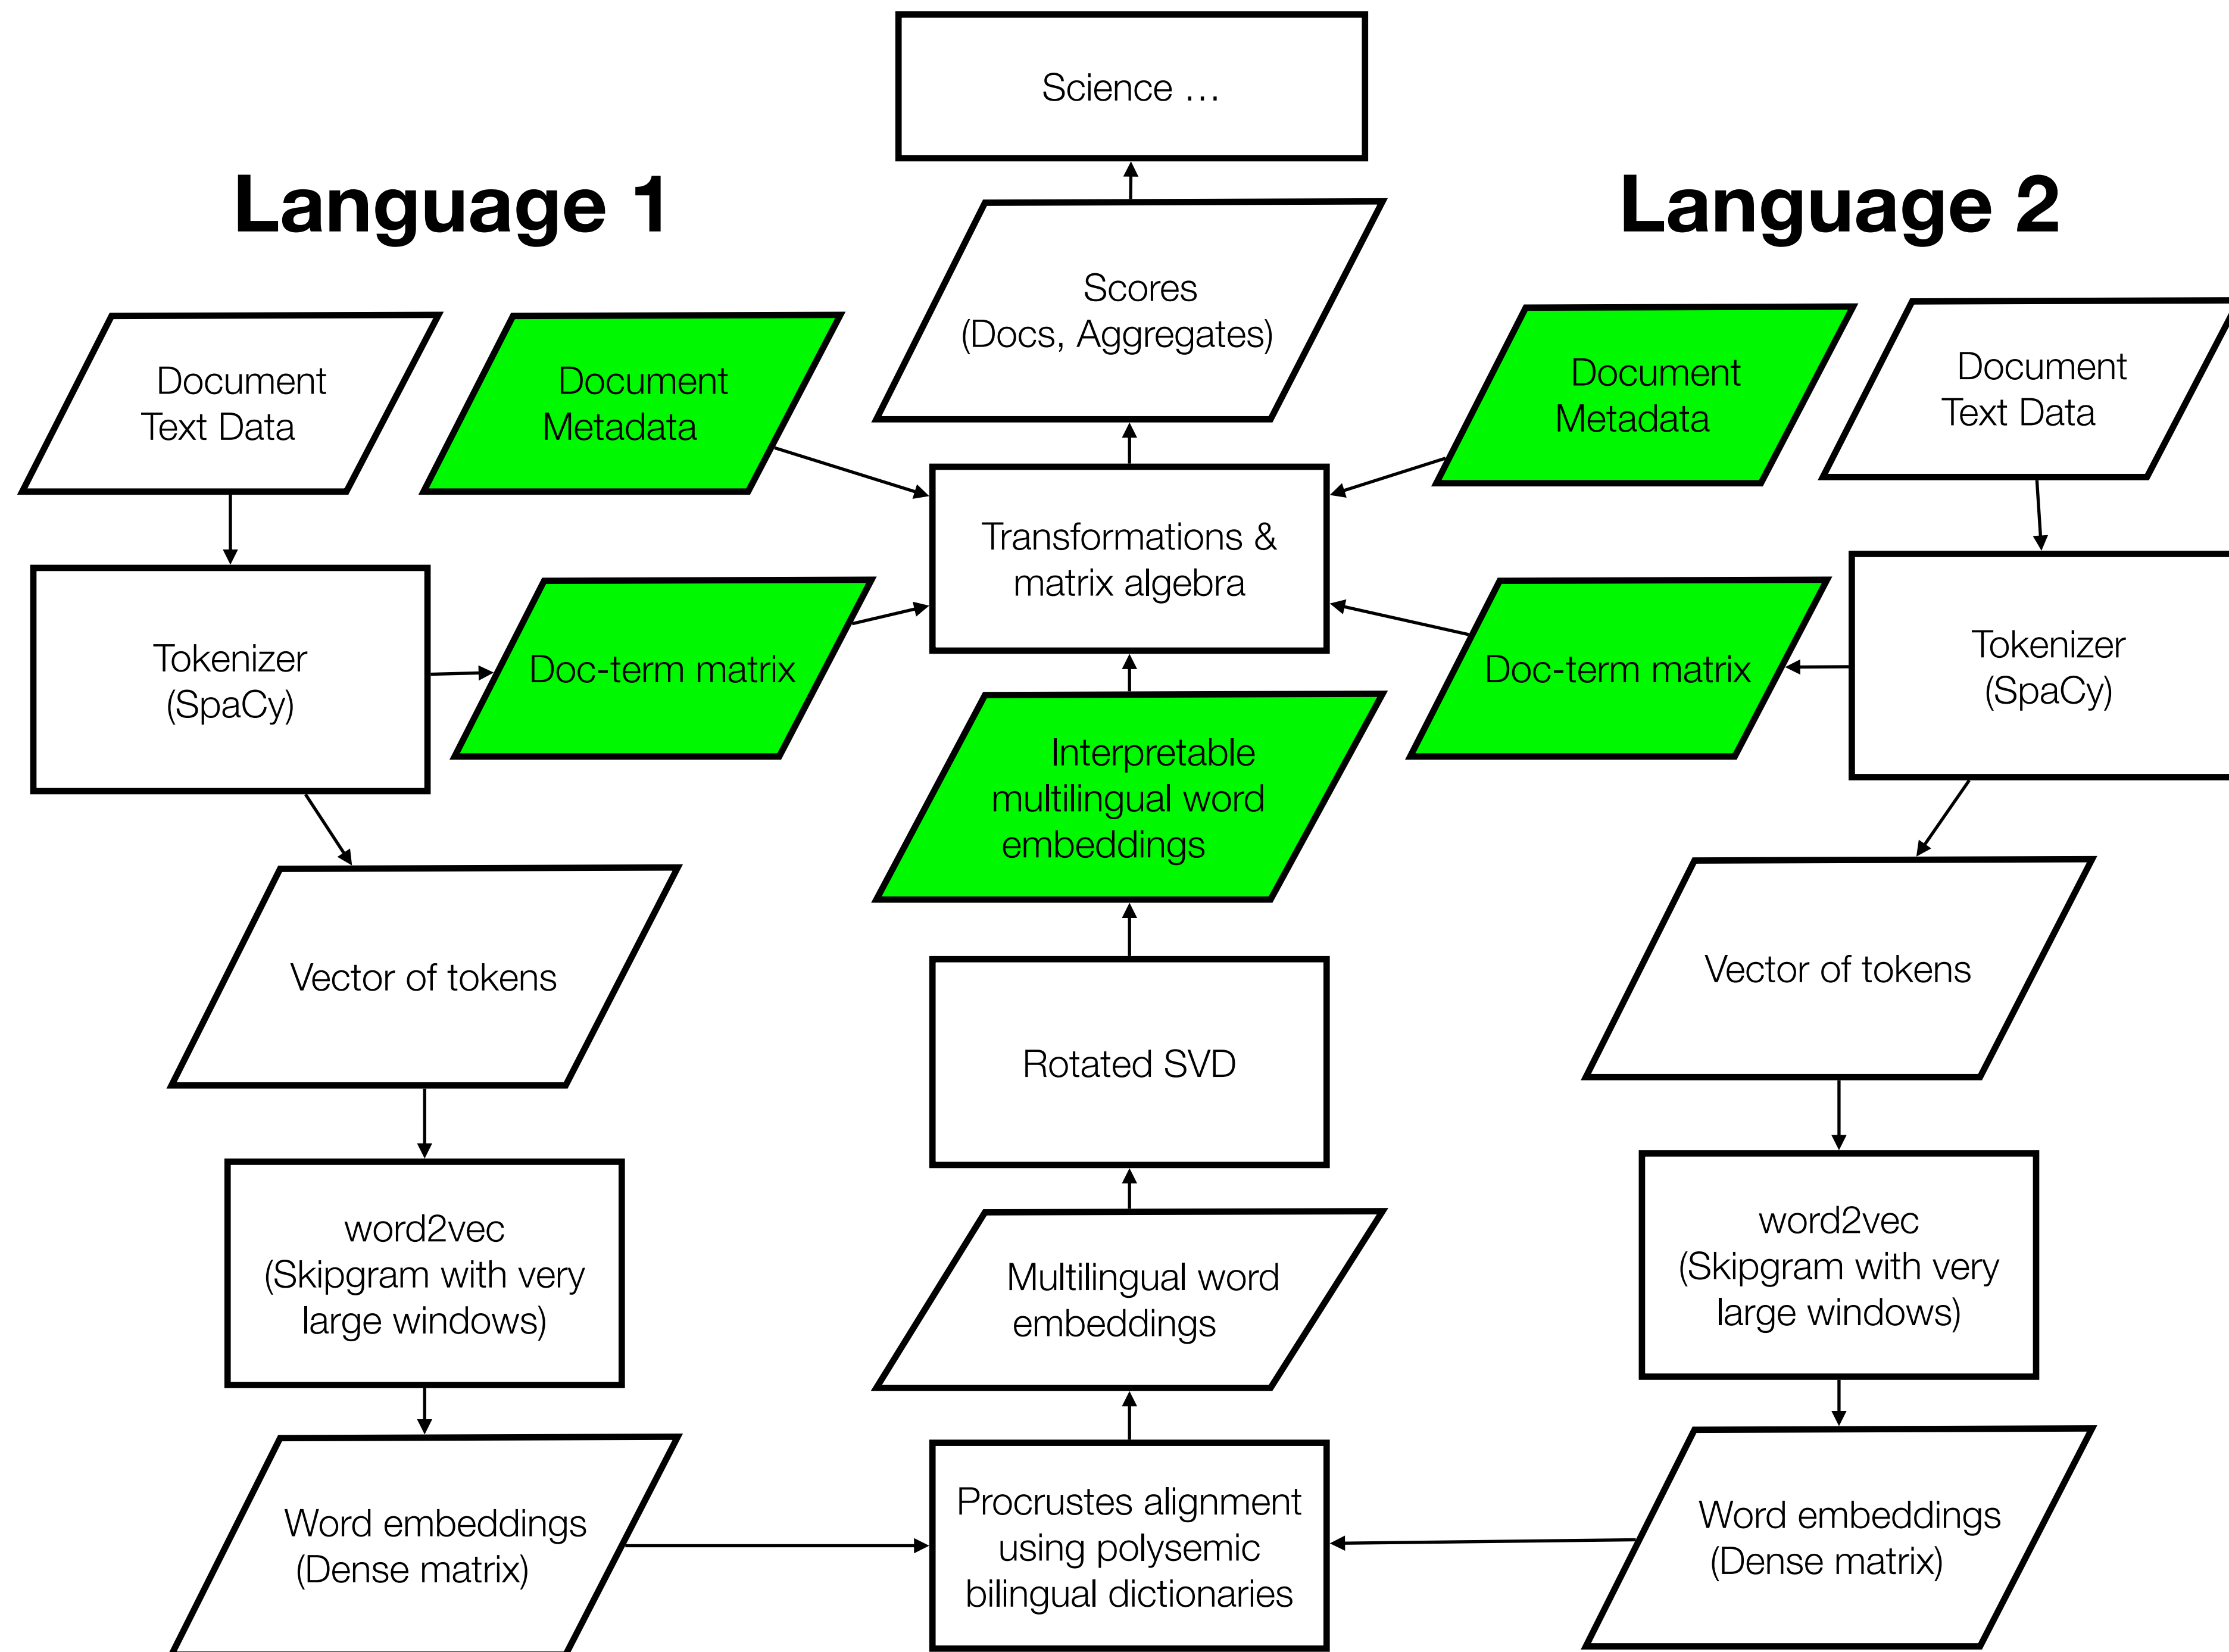 Science …
Language 1
Language 2
Scores
(Docs, Aggregates)
Document
Text Data
Document
Metadata
Document
Metadata
Document
Text Data
Transformations &
matrix algebra
Tokenizer
(SpaCy)
Doc-term matrix
Doc-term matrix
Tokenizer
(SpaCy)
Interpretable
multilingual word
embeddings
Vector of tokens
Vector of tokens
Rotated SVD
word2vec
(Skipgram with very
large windows)
Multilingual word
embeddings
word2vec
(Skipgram with very
large windows)
Word embeddings
(Dense matrix)
Procrustes alignment
using polysemic
bilingual dictionaries
Word embeddings
(Dense matrix)